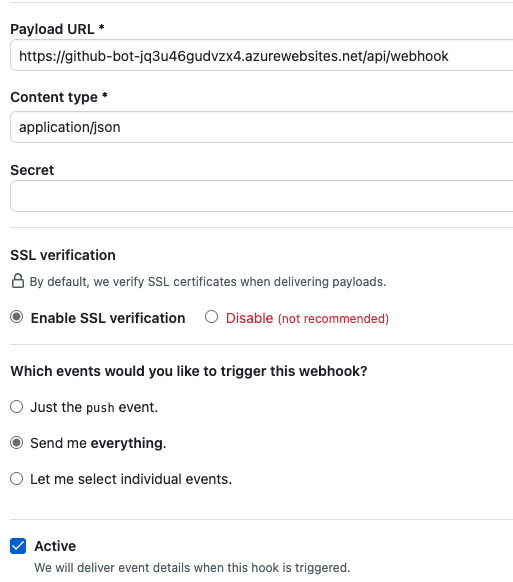 Payload URL *
https://github-bot-jq3u46gudvzx4.azurewebsites.net/api/webhook
Content type *
application/json
Secret
SSL verification
By default, we verify SSL certificates when delivering payloads.
Enable SSL verification Disable (not recommended)
Which events would you like to trigger this webhook?
Just the push event.
Send me everything.
Let me select individual events.
Active
We will deliver event details when this hook is triggered.